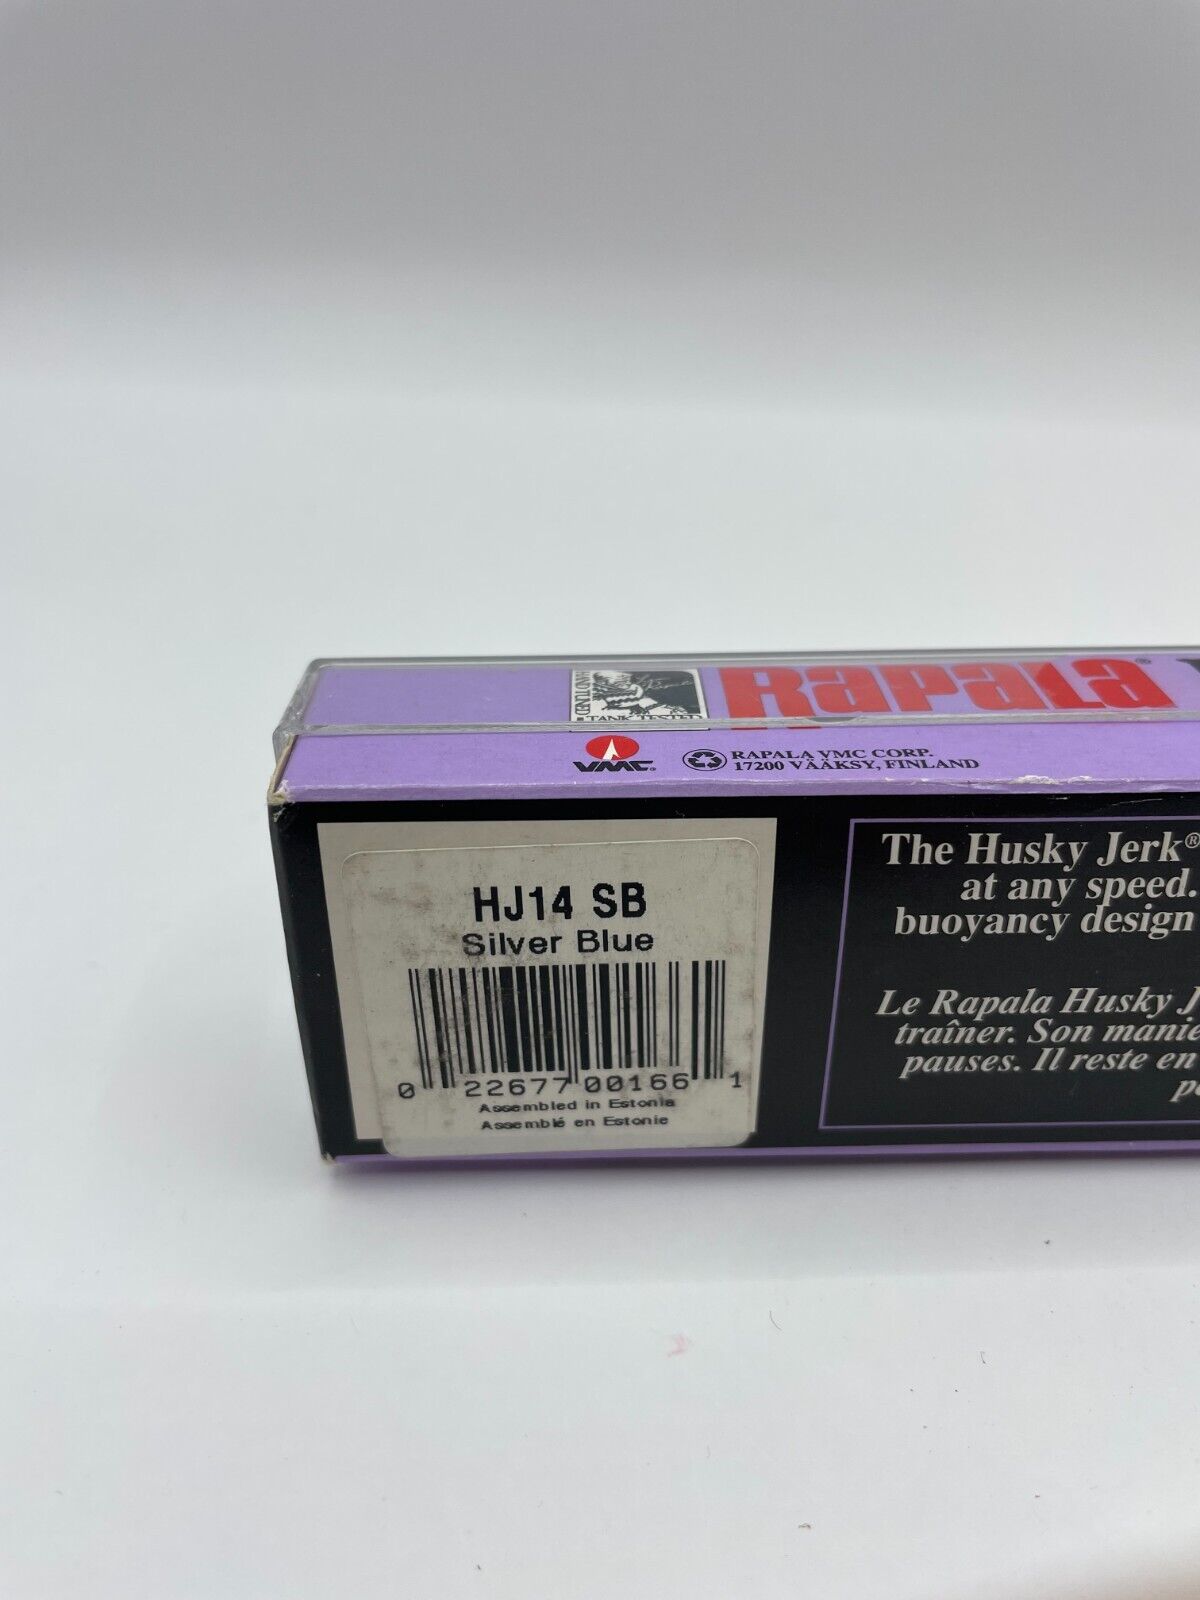 HAND TUNED
TANK TESTED
Rapala®
VMC®
RAPALA VMC CORP.
17200 VÄÄKSY, FINLAND
HJ14 SB
Silver Blue
0 22677 00166 1
Assembled in Estonia
Assemblé en Estonie
The Husky Jerk®
at any speed.
buoyancy design
Le Rapala Husky J
traîner. Son manie
pauses. Il reste en